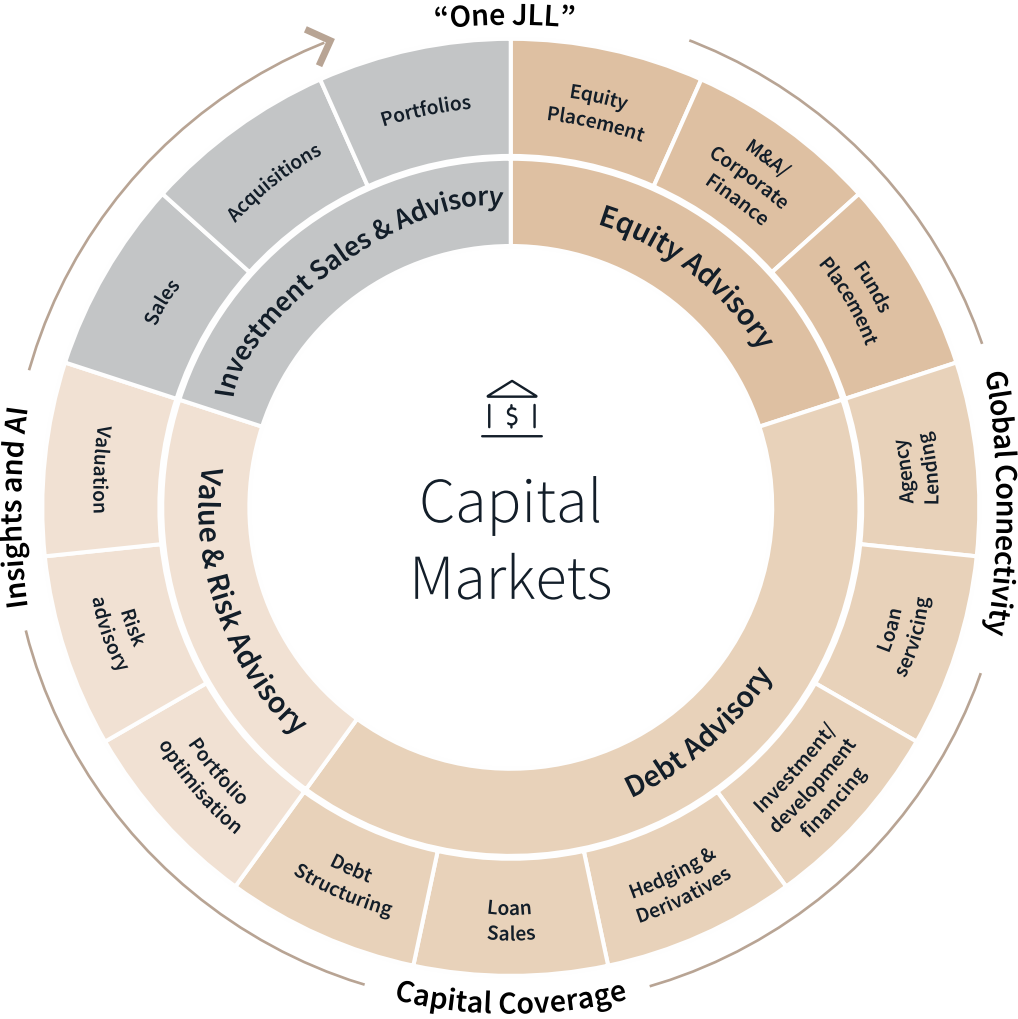 “One JLL”
Equity
Placement
M&A/
Corporate
Finance
Funds
Placement
Equity Advisory
Global Connectivity
Agency
Lending
Loan
servicing
Investment/
development
financing
Hedging &
Derivatives
Loan
Sales
Debt
Structuring
Debt Advisory
Capital Coverage
Portfolio
optimisation
Risk
advisory
Valuation
Value & Risk Advisory
Insights and AI
Sales
Acquisitions
Portfolios
Investment Sales & Advisory
$
Capital
Markets